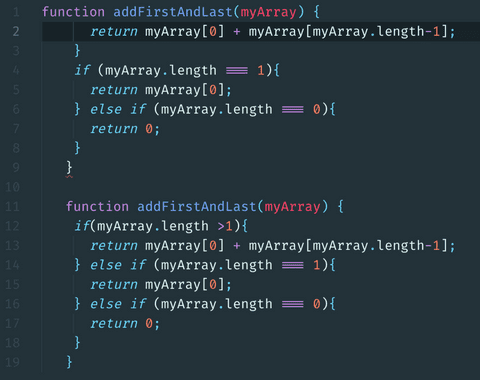 1 function addFirstAndLast(myArray) {
2 return myArray[0] + myArray[myArray.length-1];
3 }
4 if (myArray.length === 1){
5 return myArray[0];
6 } else if (myArray.length === 0){
7 return 0;
8 }
9 }
10
11 function addFirstAndLast(myArray) {
12 if(myArray.length >1){
13 return myArray[0] + myArray[myArray.length-1];
14 } else if (myArray.length === 1){
15 return myArray[0];
16 } else if (myArray.length === 0){
17 return 0;
18 }
19 }